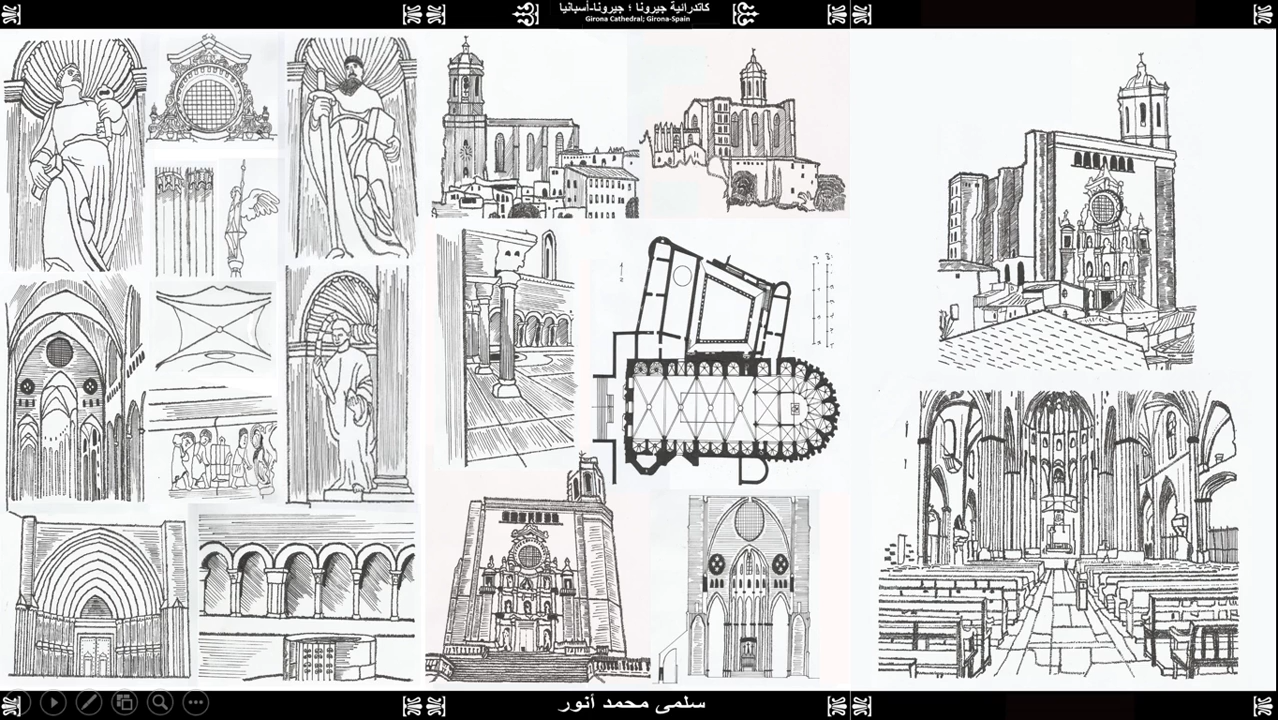 كاتدرائية جيرونا ؛ جيرونا-أسبانيا
Girona Cathedral; Girona-Spain
سلمى محمد أنور